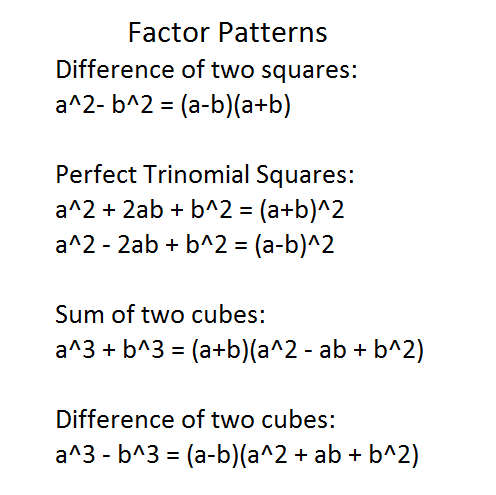 Factor Patterns
Difference of two squares:
a^2- b^2 = (a-b)(a+b)
Perfect Trinomial Squares:
a^2 + 2ab + b^2 = (a+b)^2
a^2 - 2ab + b^2 = (a-b)^2
Sum of two cubes:
a^3 + b^3 = (a+b)(a^2 - ab + b^2)
Difference of two cubes:
a^3 - b^3 = (a-b)(a^2 + ab + b^2)